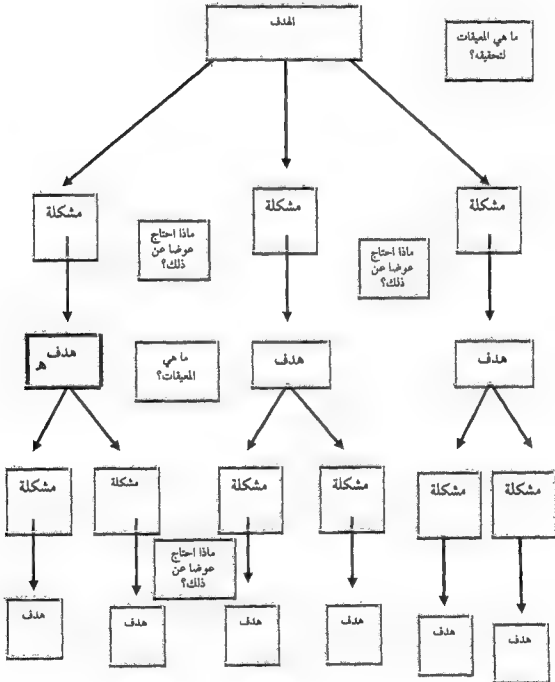 الهدف
ما هي المعيقات
لتحقيقه؟
مشكلة
مشكلة
مشكلة
ماذا احتاج
عوضا عن
ذلك؟
ماذا احتاج
عوضا عن
ذلك؟
هدف
هـ
ما هي
المعيقات؟
هدف
هدف
مشكلة
مشكلة
مشكلة
مشكلة
مشكلة
مشكلة
ماذا احتاج
عوضا عن
ذلك؟
هدف
هدف
هدف
هدف
هدف
هدف